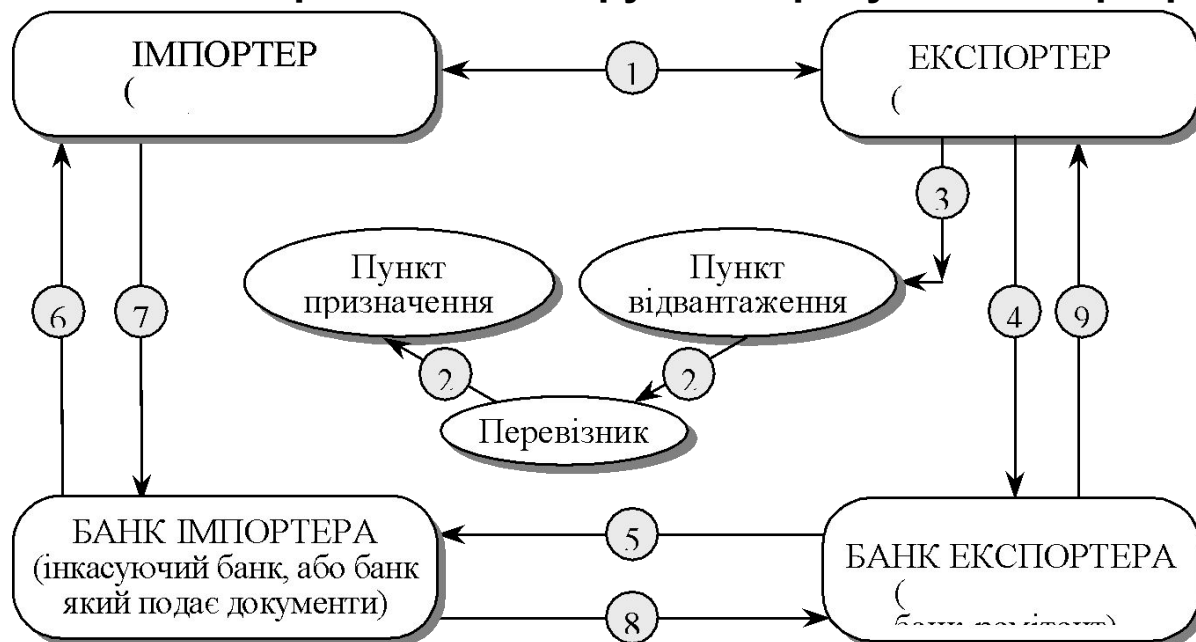 ІМПОРТЕР
(
1
ЕКСПОРТЕР
(
3
Пункт
призначення
Пункт
відвантаження
6
7
4
9
2
2
Перевізник
БАНК ІМПОРТЕРА
(інкасуючий банк, або банк
який подає документи)
5
8
БАНК ЕКСПОРТЕРА
(